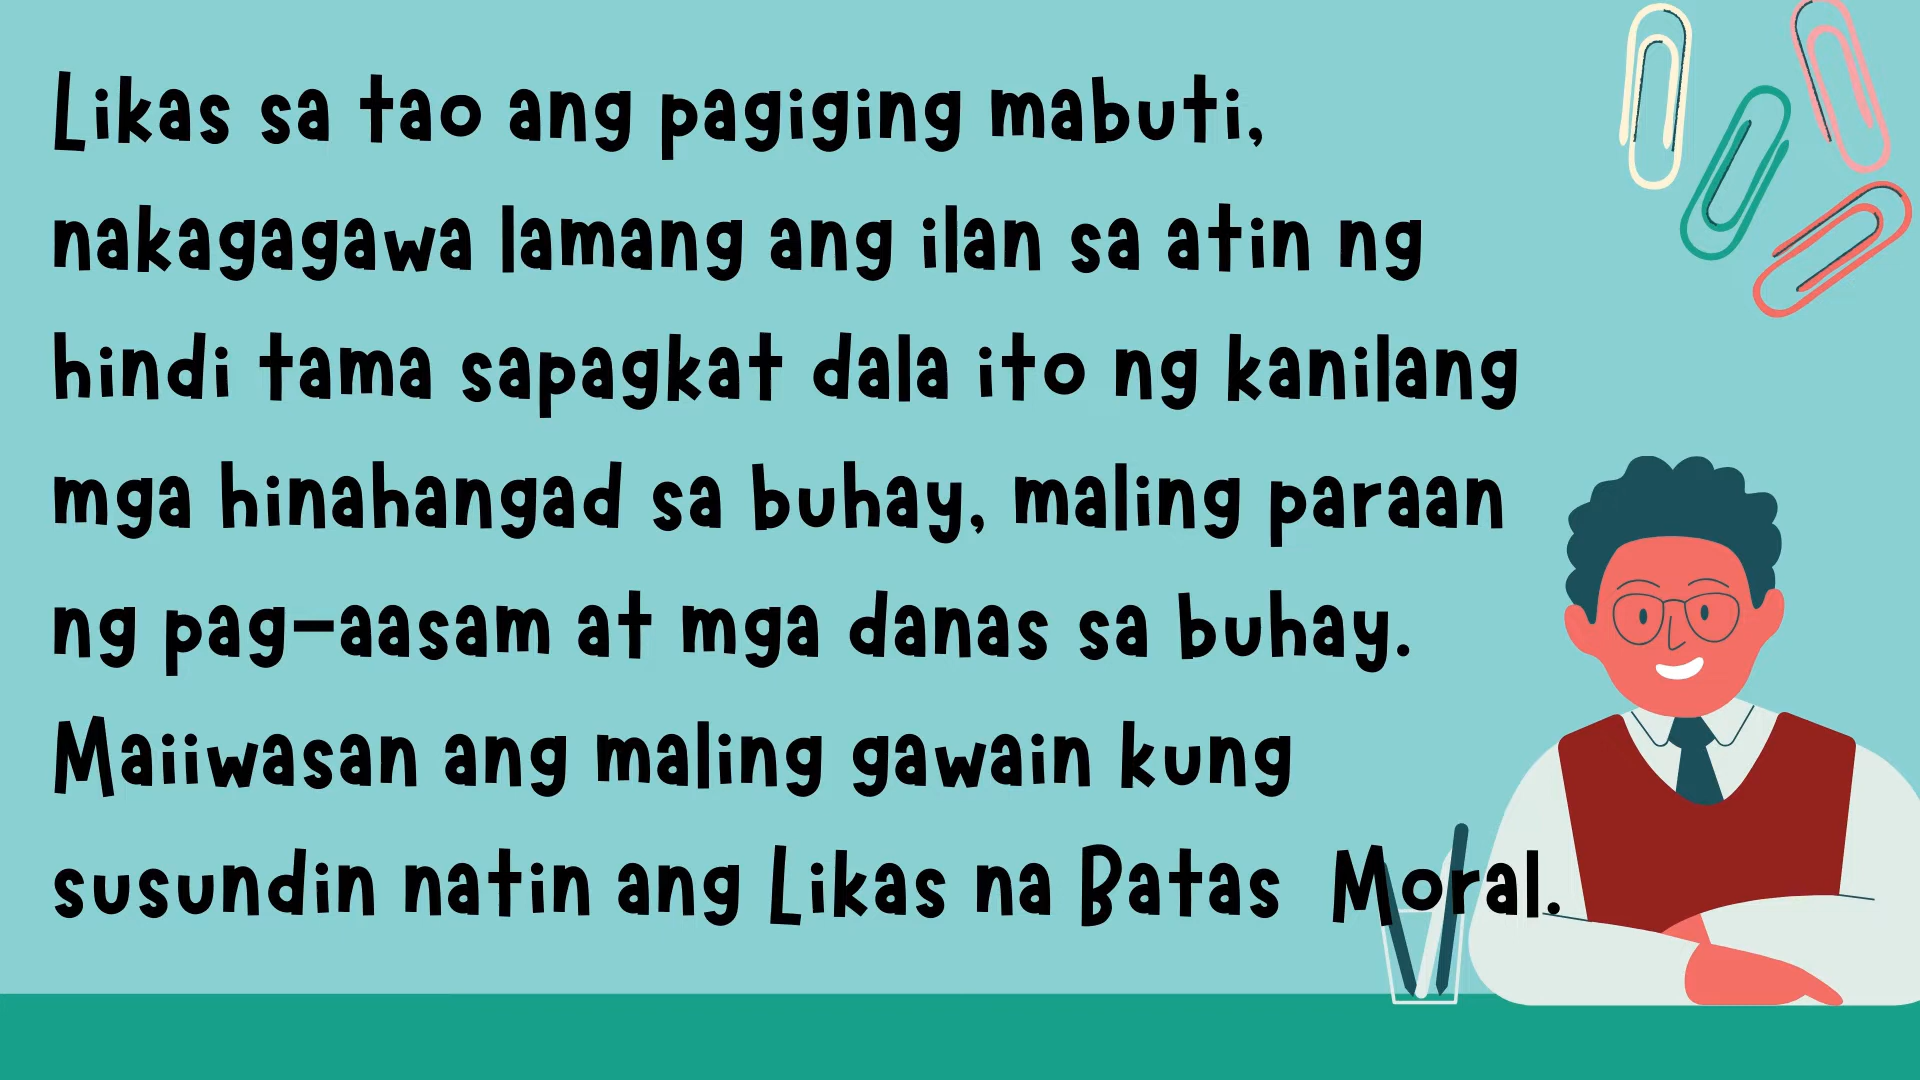 Likas sa tao ang pagiging mabuti,
nakagagawa lamang ang ilan sa atin ng
hindi tama sapagkat dala ito ng kanilang
mga hinahangad sa buhay, maling paraan
ng pag-aasam at mga danas sa buhay.
Maiiwasan ang maling gawain kung
susundin natin ang Likas na Batas  Moral.